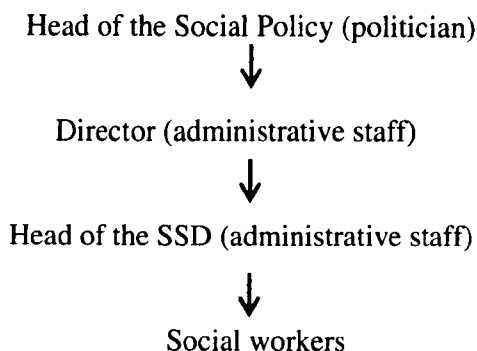 Head of the Social Policy (politician)
Director (administrative staff)
Head of the SSD (administrative staff)
Social workers